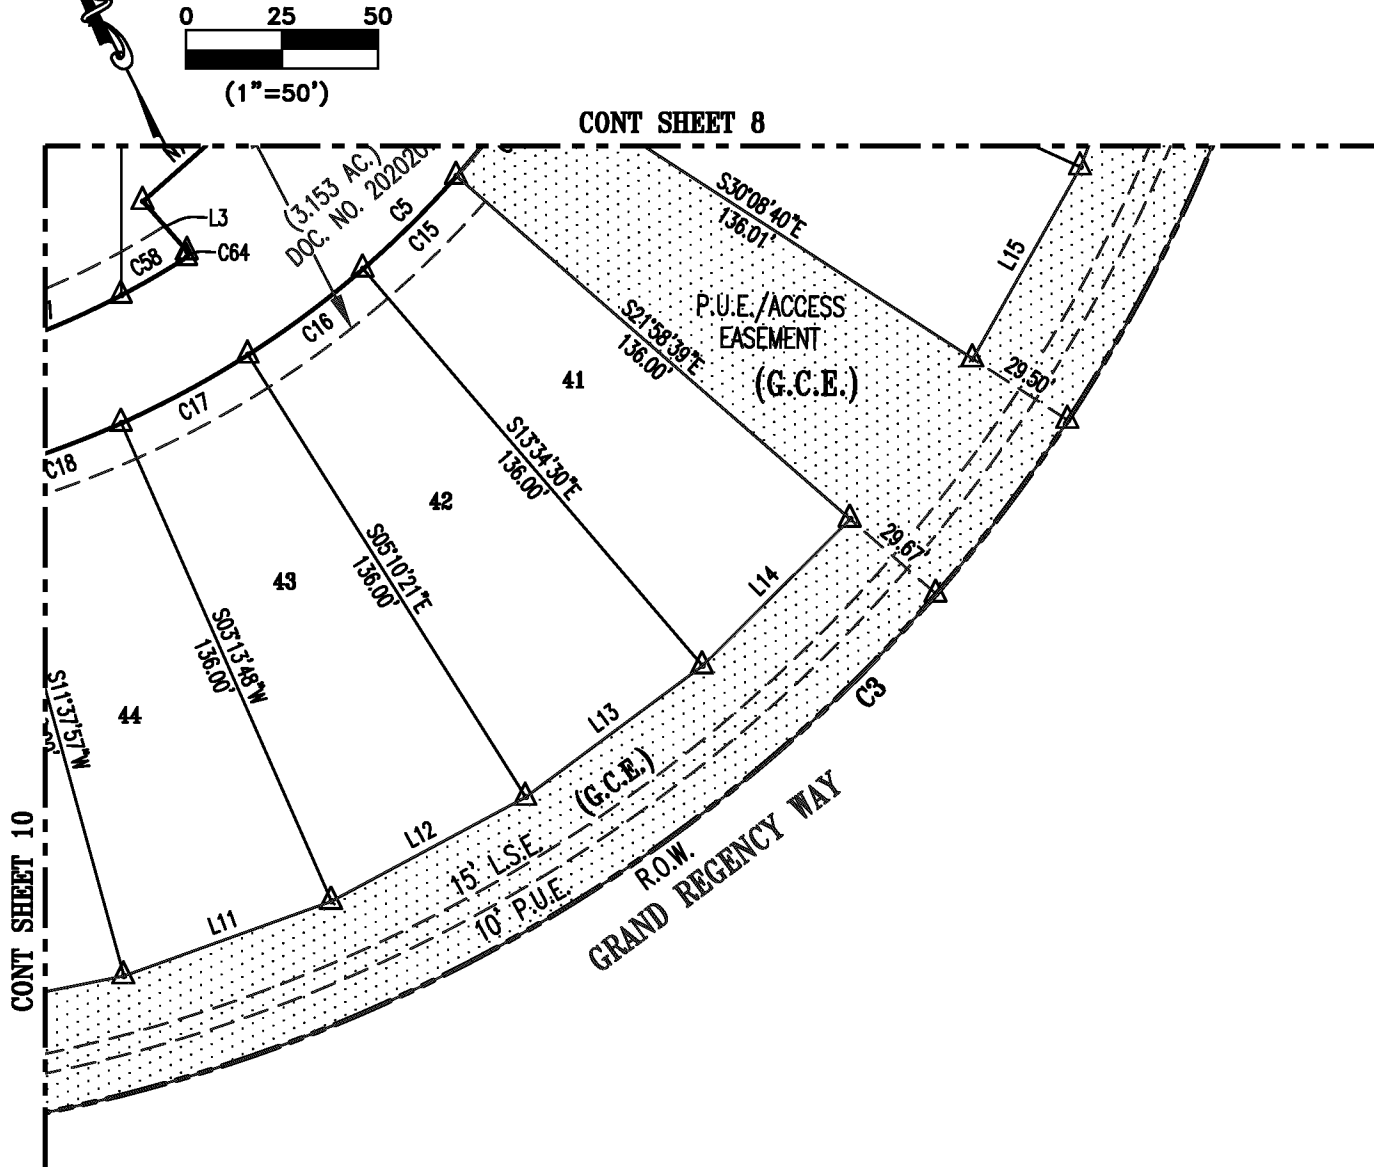 0 25 50
(1"=50')
CONT SHEET 8
(3.153 AC.)
DOC. NO. 202020
L3
C64
C58
C5
C15
C16
C17
C18
S30°08'40"E
136.01'
L15
P.U.E./ACCESS
EASEMENT
(G.C.E.)
29.50'
S21°58'39"E
136.00'
41
S13°34'30"E
136.00'
42
S05°10'21"E
136.00'
43
S03°13'48"W
136.00'
44
S11°37'57"W
29.67'
L14
L13
L12
L11
C3
(G.C.E.)
15' L.S.E.
10' P.U.E.
R.O.W.
GRAND REGENCY WAY
CONT SHEET 10